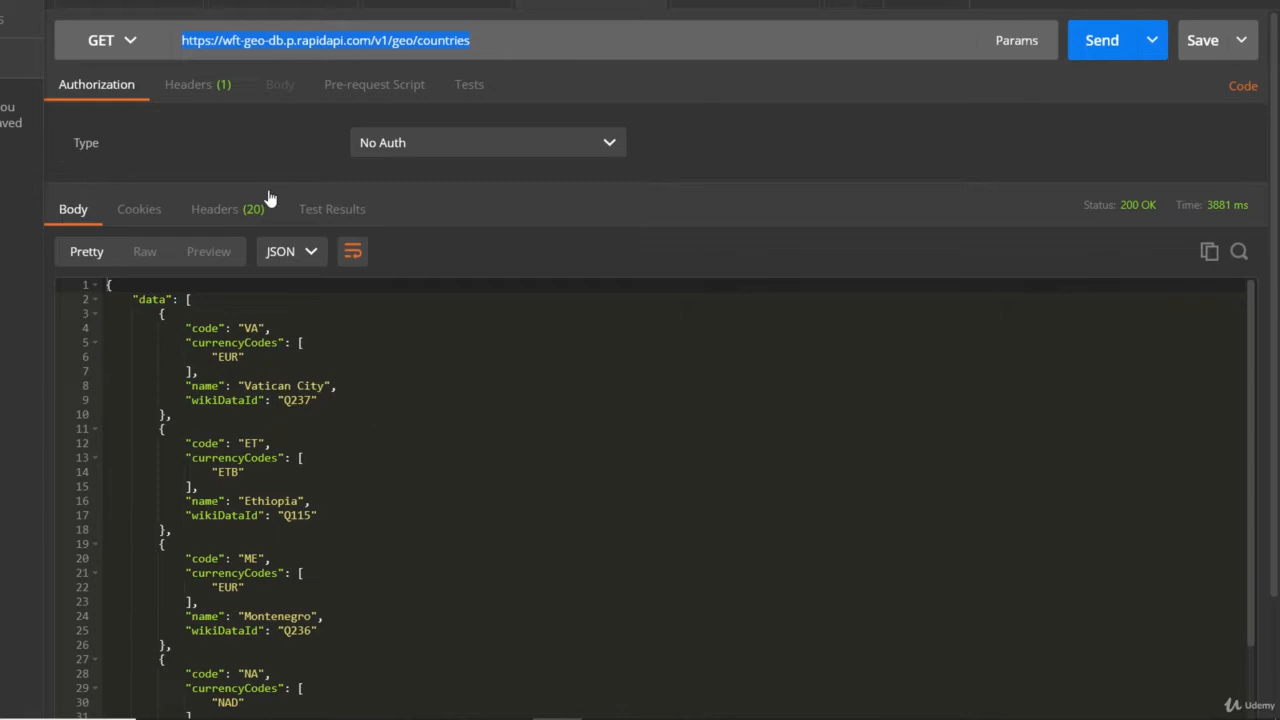 s
GET https://wft-geo-db.p.rapidapi.com/v1/geo/countries Params Send Save
Authorization Headers (1) Body Pre-request Script Tests Code
ou
aved
Type No Auth
Body Cookies Headers (20) Test Results Status: 200 OK Time: 3881 ms
Pretty Raw Preview JSON
1 {
2 "data": [
3 {
4 "code": "VA",
5 "currencyCodes": [
6 "EUR"
7 ],
8 "name": "Vatican City",
9 "wikiDataId": "Q237"
10 },
11 {
12 "code": "ET",
13 "currencyCodes": [
14 "ETB"
15 ],
16 "name": "Ethiopia",
17 "wikiDataId": "Q115"
18 },
19 {
20 "code": "ME",
21 "currencyCodes": [
22 "EUR"
23 ],
24 "name": "Montenegro",
25 "wikiDataId": "Q236"
26 },
27 {
28 "code": "NA",
29 "currencyCodes": [
30 "NAD"
31 ]
Udemy